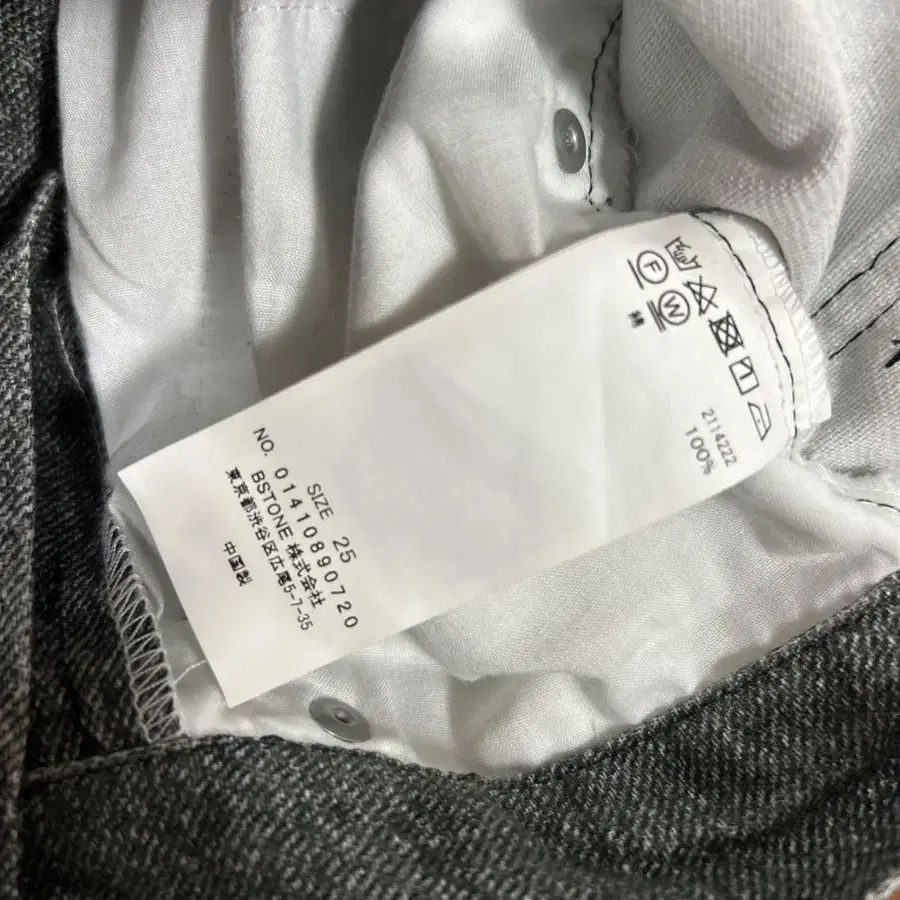 F
W
綿
100%
2114222
SIZE 25
NO. 01410890720
BSTONE 株式会社
東京都渋谷区広尾5-7-35
中国製